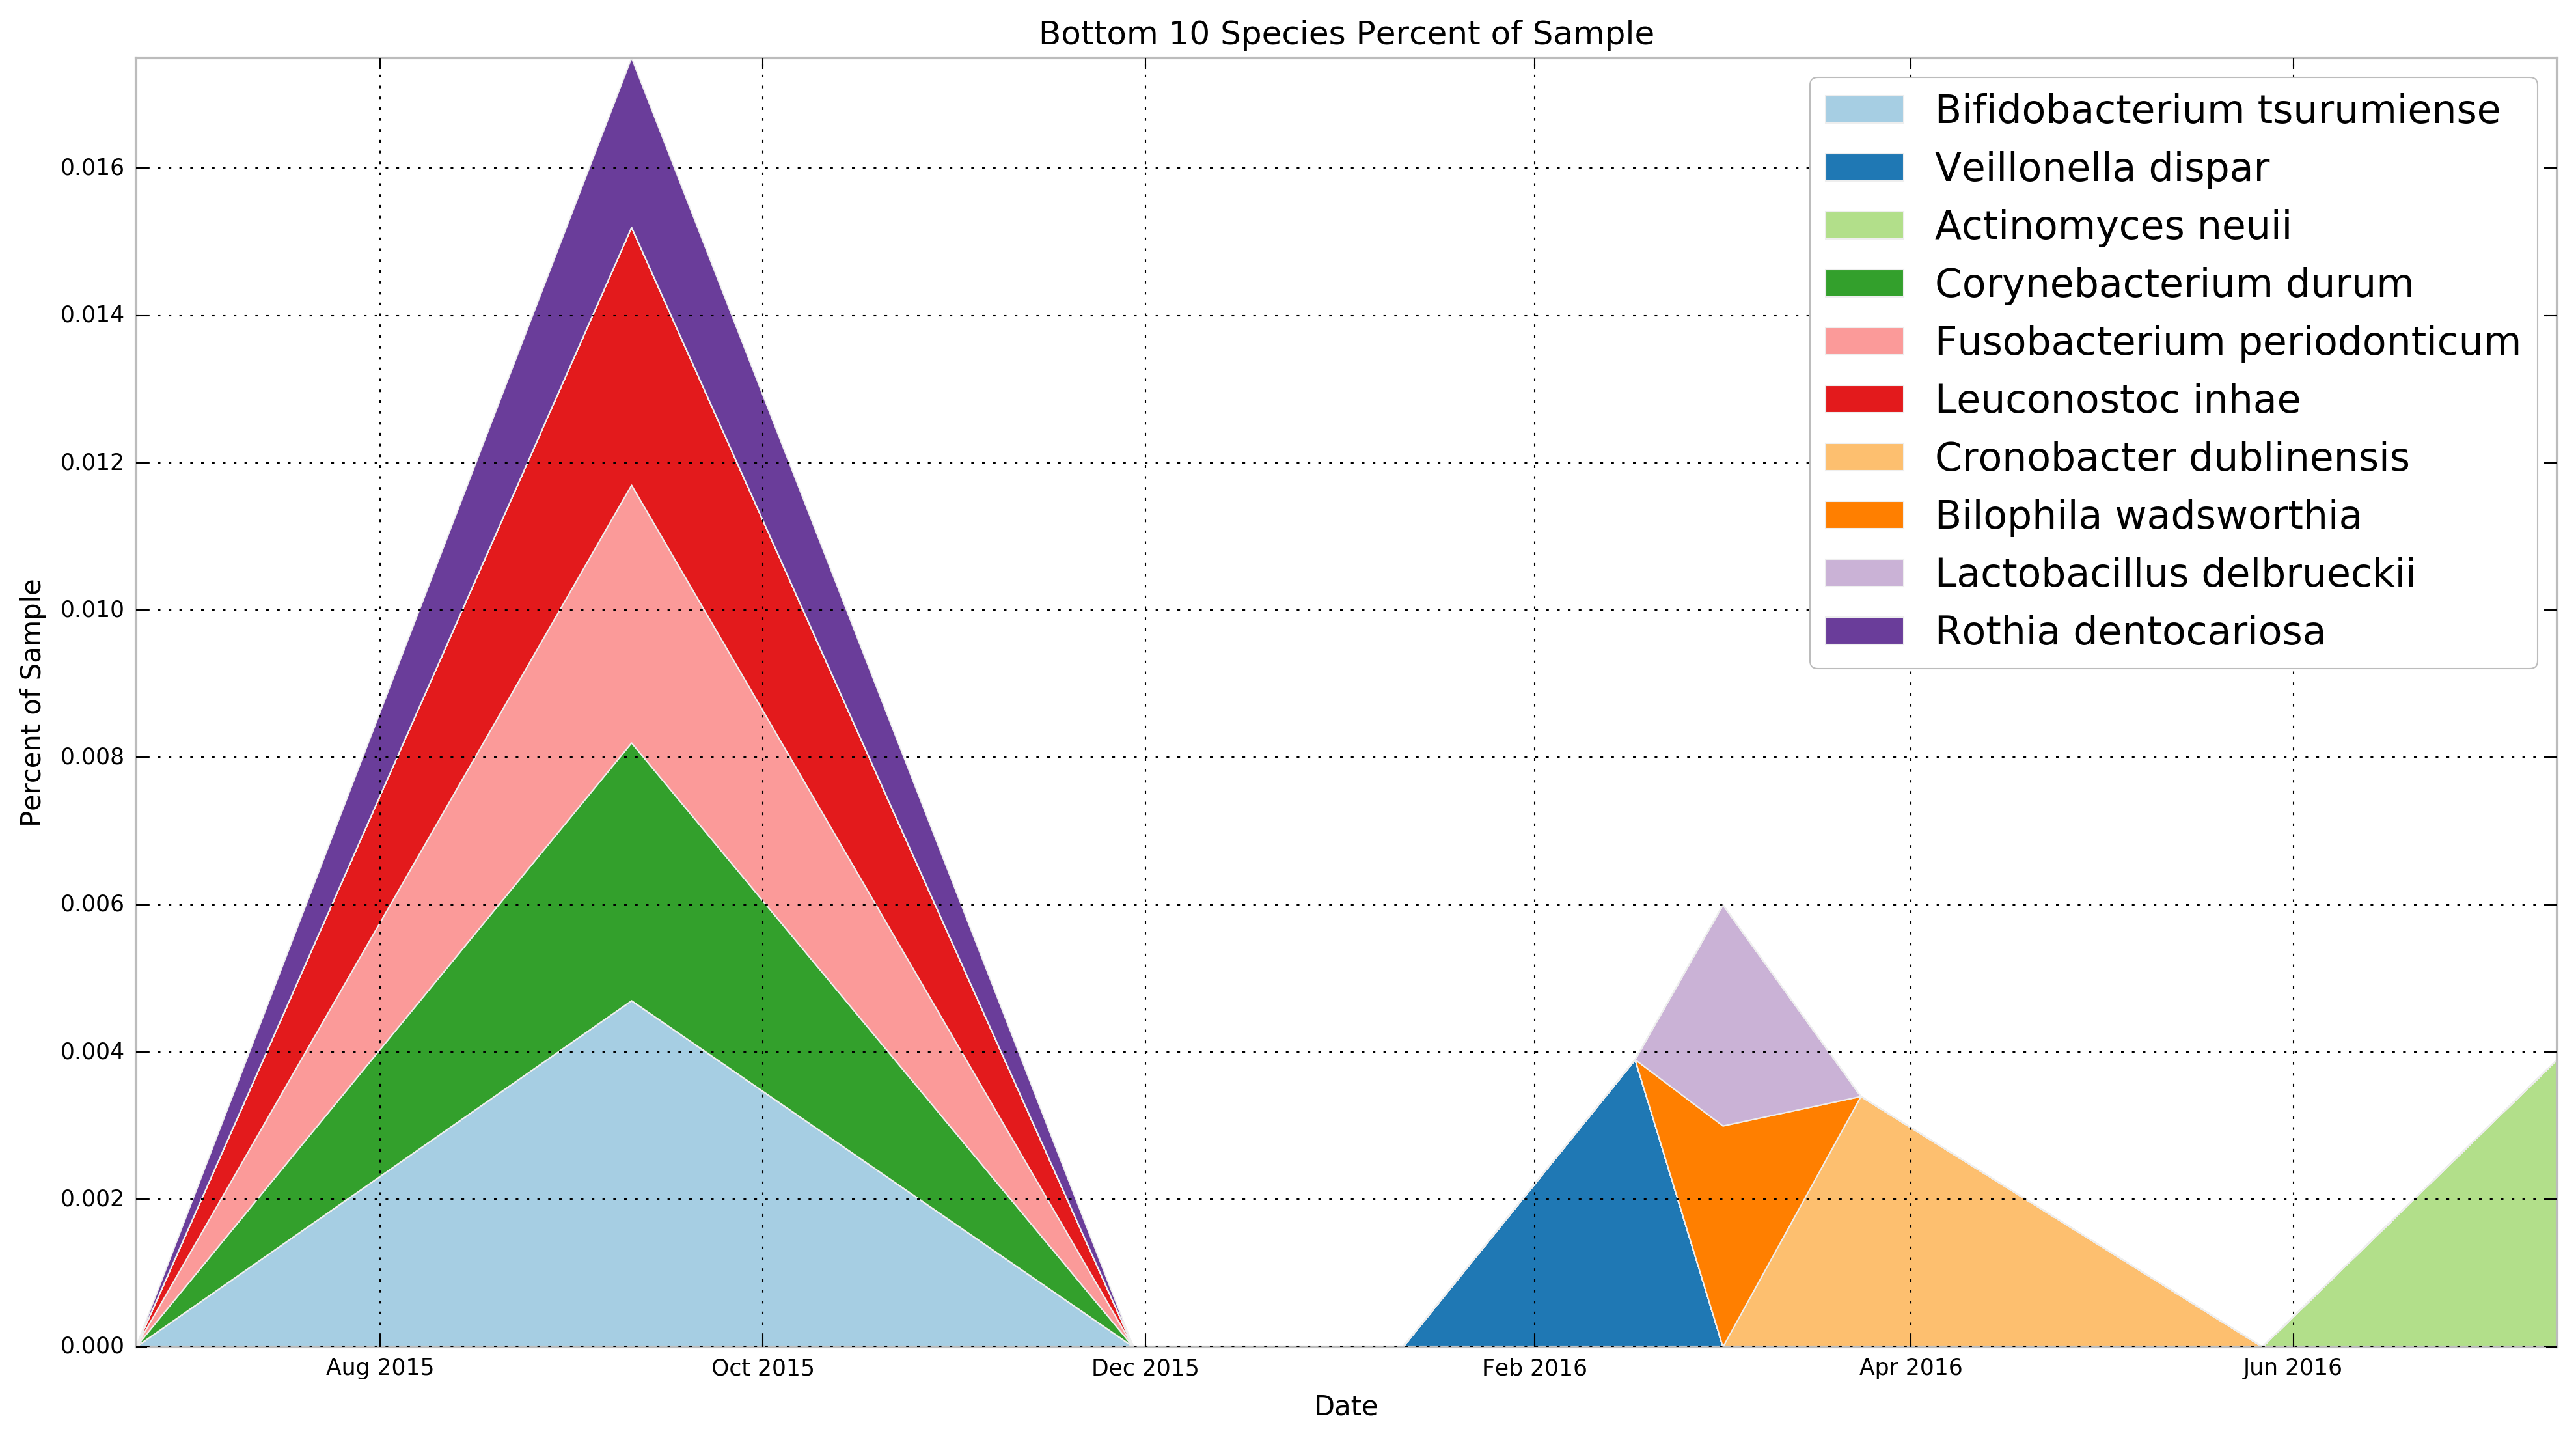 Bottom 10 Species Percent of Sample
Bifidobacterium tsurumiense
Veillonella dispar
Actinomyces neuii
Corynebacterium durum
Fusobacterium periodonticum
Leuconostoc inhae
Cronobacter dublinensis
Bilophila wadsworthia
Lactobacillus delbrueckii
Rothia dentocariosa
Percent of Sample
0.016
0.014
0.012
0.010
0.008
0.006
0.004
0.002
0.000
Aug 2015 Oct 2015 Dec 2015 Feb 2016 Apr 2016 Jun 2016
Date